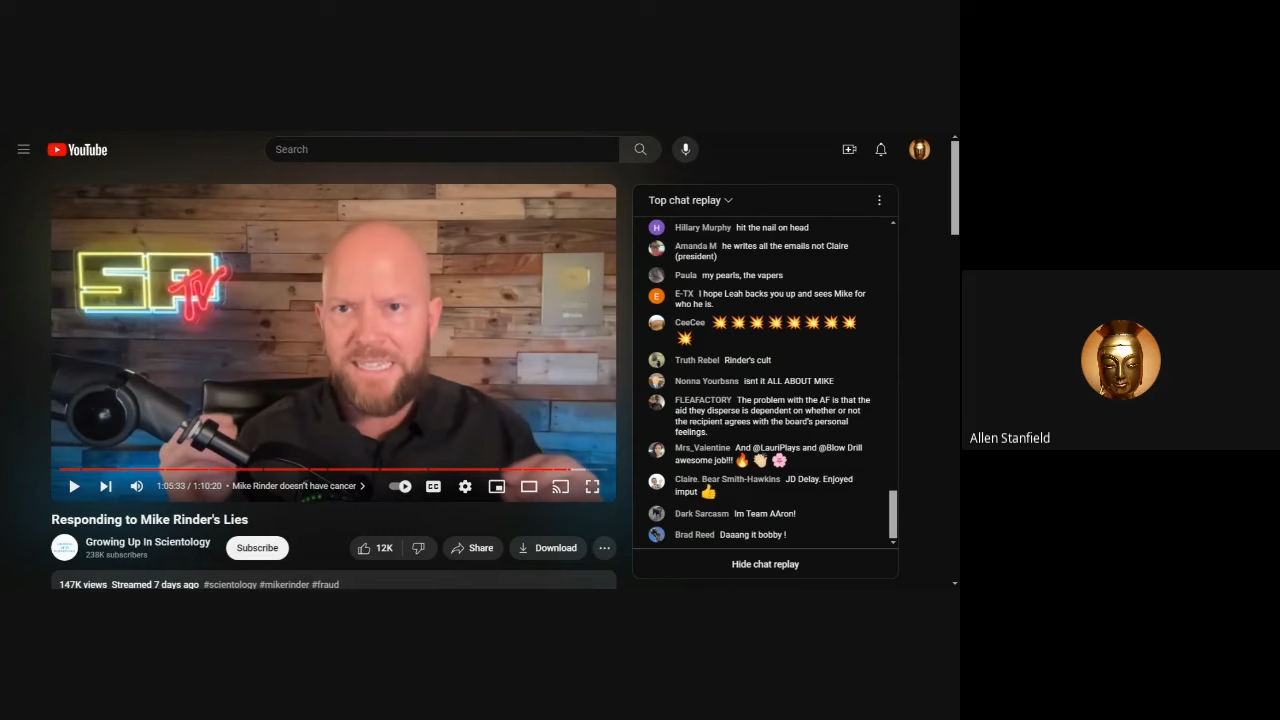 YouTube
Search
SPTV
Top chat replay
H
Hillary Murphy hit the nail on head
Amanda M he writes all the emails not Claire
(president)
Paula my pearls, the vapers
E
E-TX I hope Leah backs you up and sees Mike for
who he is.
CeeCee 💥 💥 💥 💥 💥 💥 💥 💥
💥
Truth Rebel Rinder's cult
Nonna Yourbsns isnt it ALL ABOUT MIKE
FLEAFACTORY The problem with the AF is that the
aid they disperse is dependent on whether or not
the recipient agrees with the board's personal
feelings.
Mrs_Valentine And @LauriPlays and @Blow Drill
awesome job!!! 🔥 👏🏻 🌸
Claire. Bear Smith-Hawkins JD Delay. Enjoyed
imput 👍
Dark Sarcasm Im Team AAron!
Brad Reed Daaang it bobby !
Hide chat replay
1:05:33 / 1:10:20 • Mike Rinder doesn't have cancer
CC
Responding to Mike Rinder's Lies
Growing Up In Scientology
238K subscribers
Subscribe
12K
Share
Download
147K views Streamed 7 days ago #scientology #mikerinder #fraud
Allen Stanfield